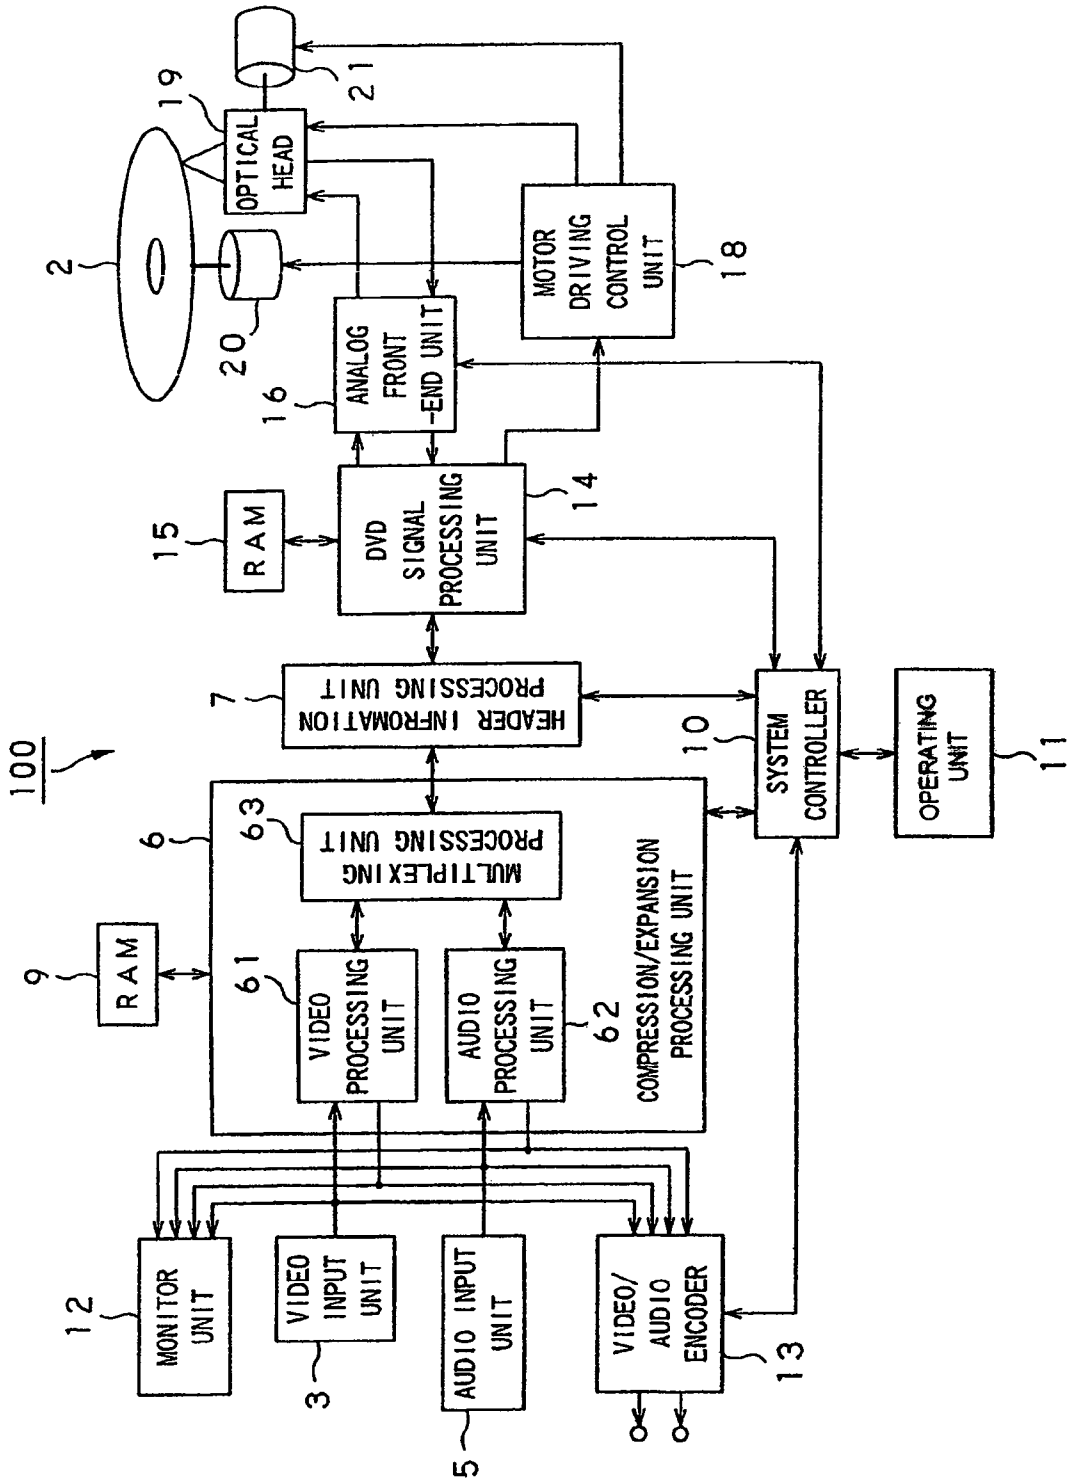 100
12
MONITOR
UNIT
3
VIDEO
INPUT
UNIT
5
AUDIO INPUT
UNIT
VIDEO/
AUDIO
ENCODER
13
9
RAM
6
61
VIDEO
PROCESSING
UNIT
AUDIO
PROCESSING
UNIT
62
63
MULTIPLEXING
PROCESSING UNIT
COMPRESSION/EXPANSION
PROCESSING UNIT
7
HEADER INFROMATION
PROCESSING UNIT
10
SYSTEM
CONTROLLER
OPERATING
UNIT
11
15
RAM
DVD
SIGNAL
PROCESSING
UNIT
14
16
ANALOG
FRONT
-END UNIT
MOTOR
DRIVING
CONTROL
UNIT
18
2
20
19
OPTICAL
HEAD
21